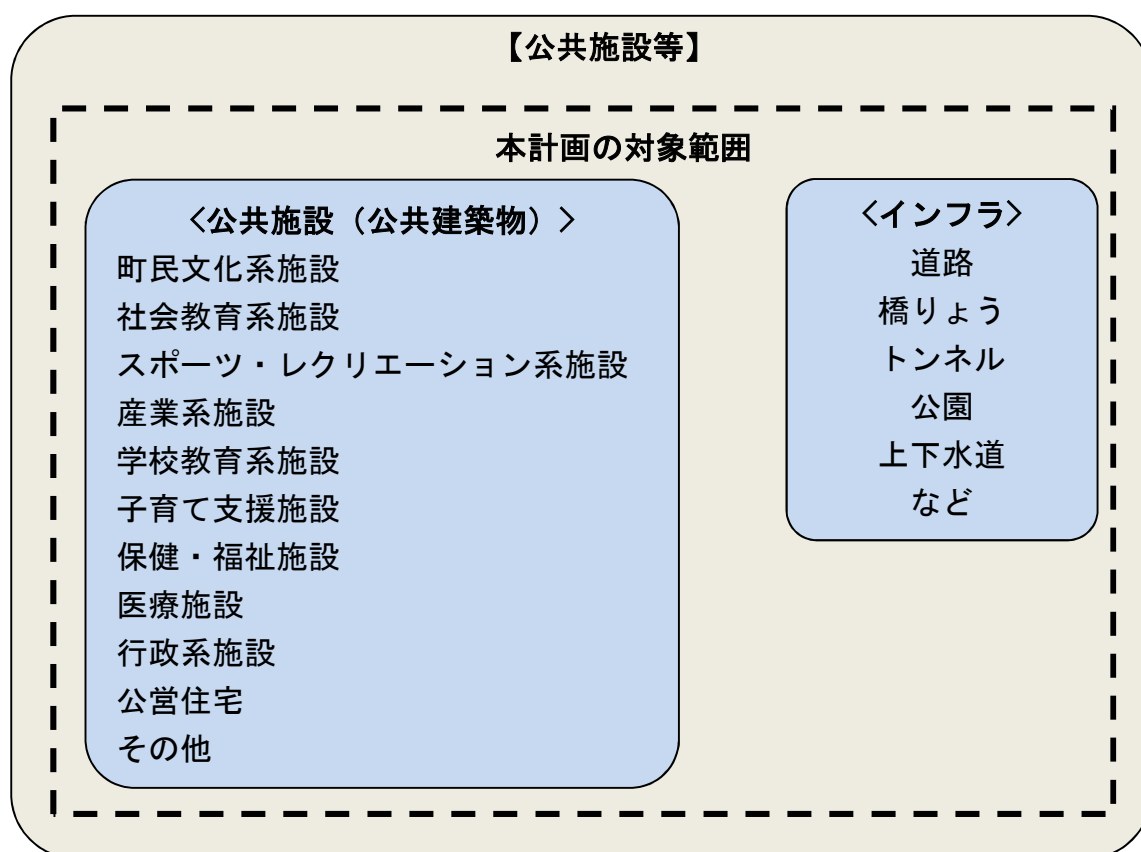 【公共施設等】
本計画の対象範囲
<公共施設（公共建築物）>
町民文化系施設
社会教育系施設
スポーツ・レクリエーション系施設
産業系施設
学校教育系施設
子育て支援施設
保健・福祉施設
医療施設
行政系施設
公営住宅
その他
<インフラ>
道路
橋りょう
トンネル
公園
上下水道
など